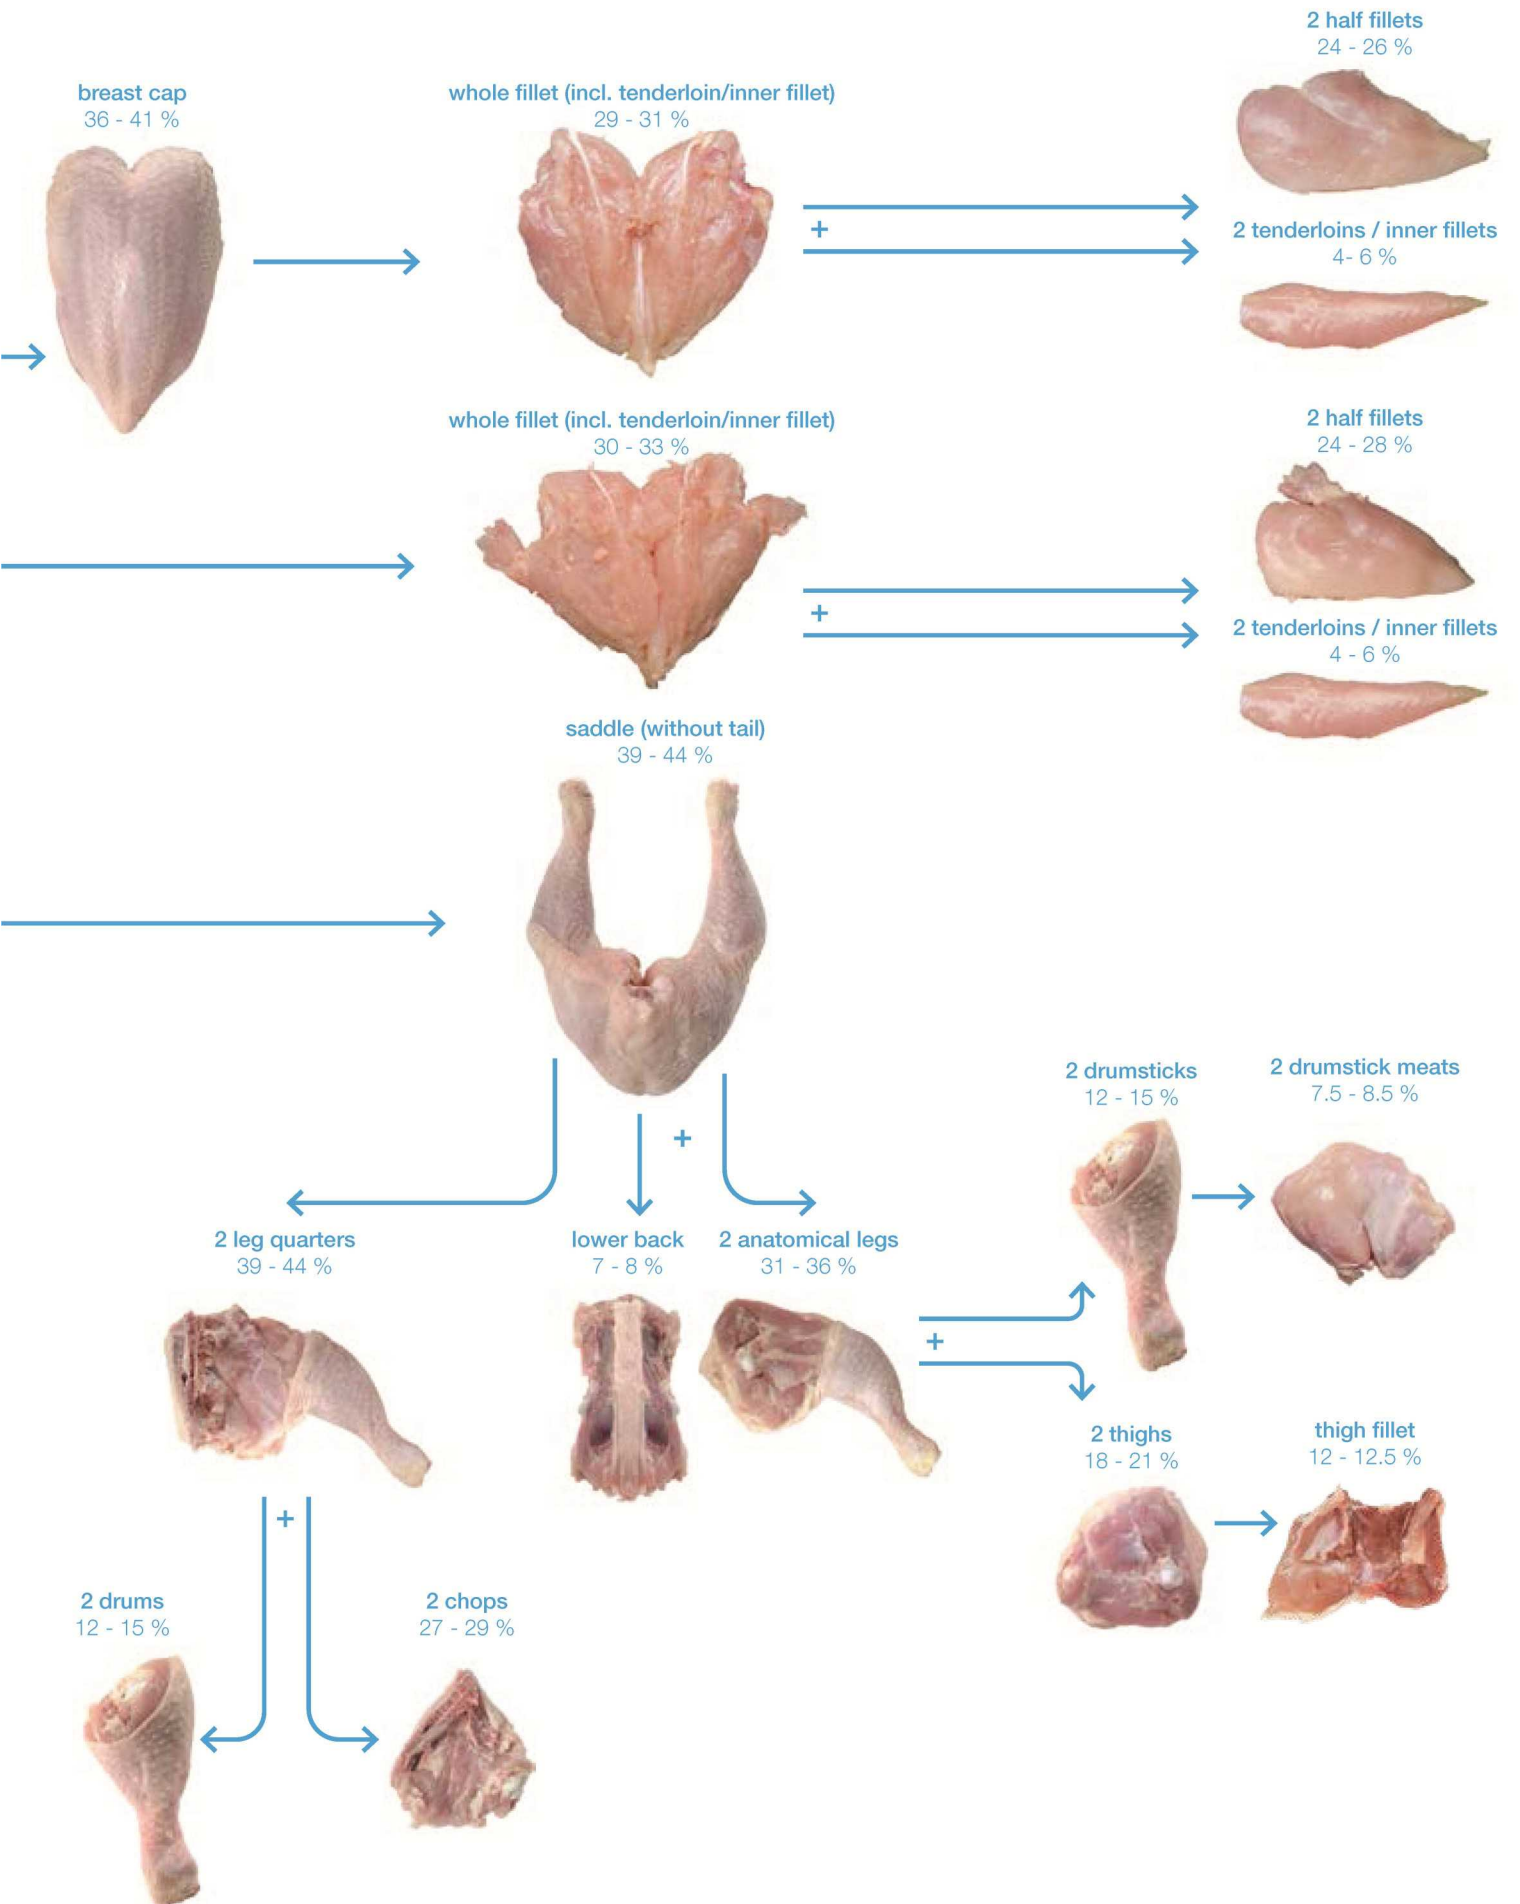 2 half fillets
24 - 26 %
breast cap
36 - 41 %
whole fillet (incl. tenderloin/inner fillet)
29 - 31 %
+
2 tenderloins / inner fillets
4- 6 %
whole fillet (incl. tenderloin/inner fillet)
30 - 33 %
2 half fillets
24 - 28 %
+
2 tenderloins / inner fillets
4 - 6 %
saddle (without tail)
39 - 44 %
+
2 leg quarters
39 - 44 %
lower back
7 - 8 %
2 anatomical legs
31 - 36 %
+
2 drumsticks
12 - 15 %
2 drumstick meats
7.5 - 8.5 %
2 thighs
18 - 21 %
thigh fillet
12 - 12.5 %
+
2 drums
12 - 15 %
2 chops
27 - 29 %